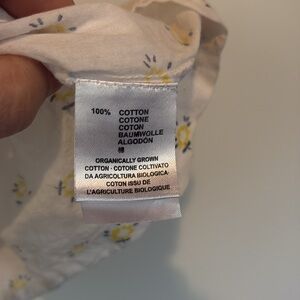 100% COTTON
COTONE
COTON
BAUMWOLLE
ALGODÓN
棉
ORGANICALLY GROWN
COTTON - COTONE COLTIVATO
DA AGRICOLTURA BIOLOGICA-
COTON ISSU DE
L'AGRICULTURE BIOLOGIQUE